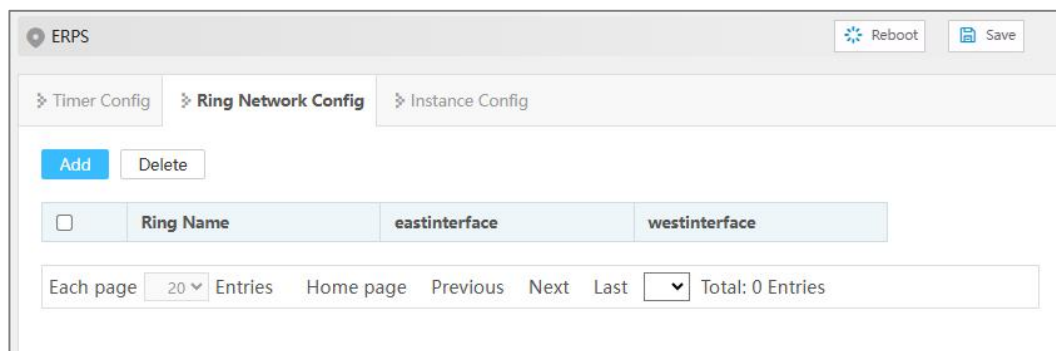 ERPS Reboot Save
Timer Config Ring Network Config Instance Config
Add Delete
Ring Name eastinterface westinterface
Each page 20 Entries Home page Previous Next Last Total: 0 Entries